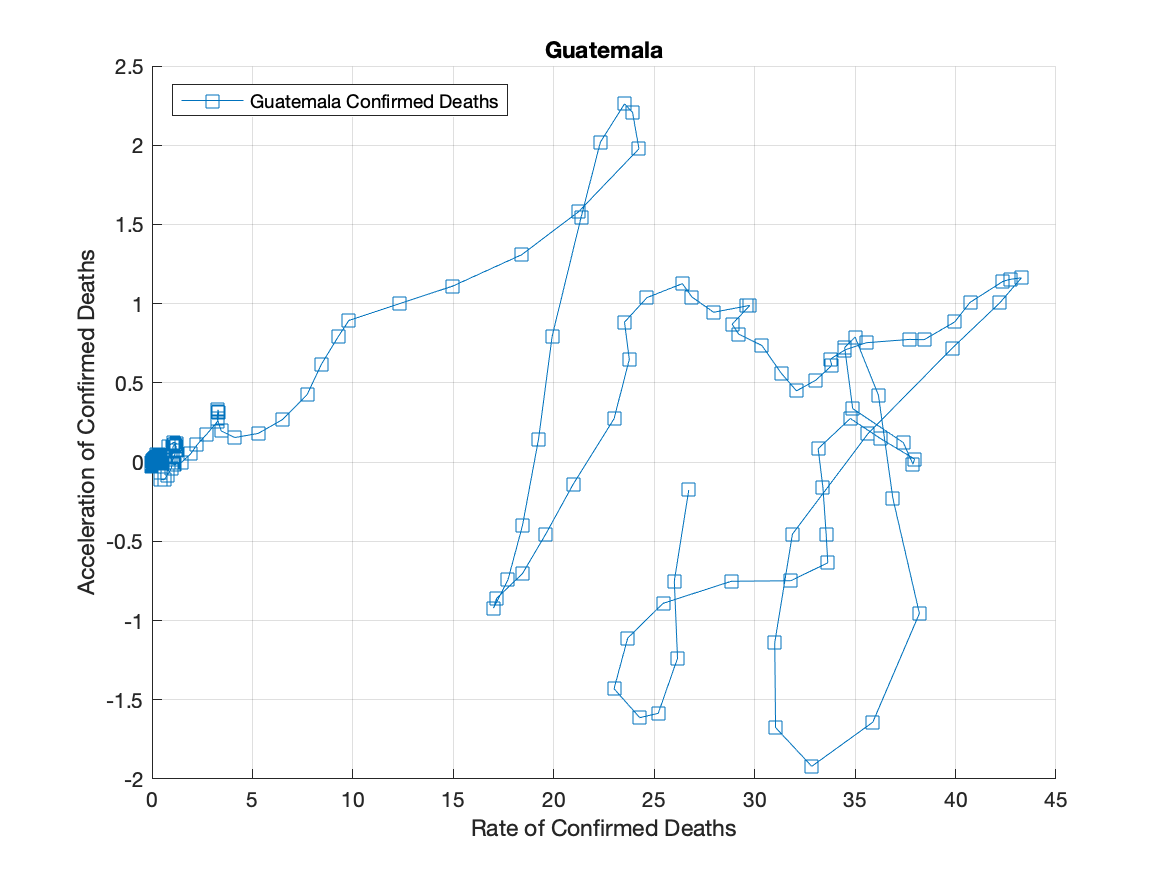 Guatemala
Guatemala Confirmed Deaths
Acceleration of Confirmed Deaths
2.5
2
1.5
1
0.5
0
-0.5
-1
-1.5
-2
0 5 10 15 20 25 30 35 40 45
Rate of Confirmed Deaths